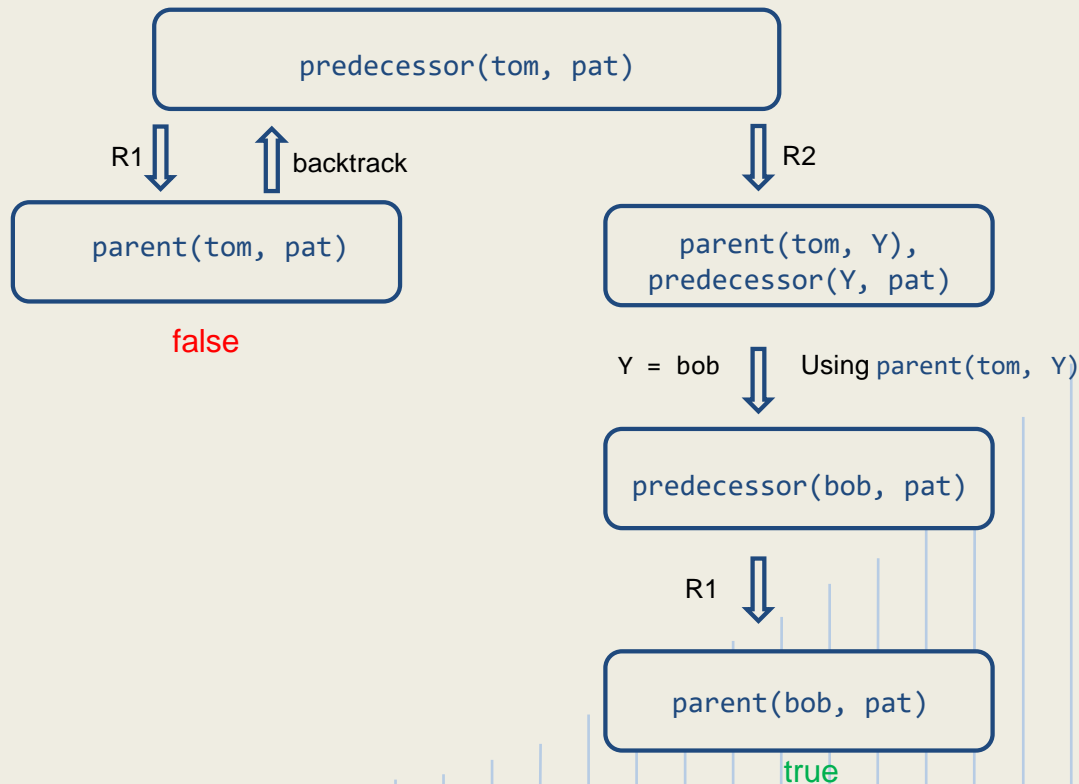 predecessor(tom, pat)
R1
backtrack
R2
parent(tom, pat)
false
parent(tom, Y),
predecessor(Y, pat)
Y = bob
Using parent(tom, Y)
predecessor(bob, pat)
R1
parent(bob, pat)
true